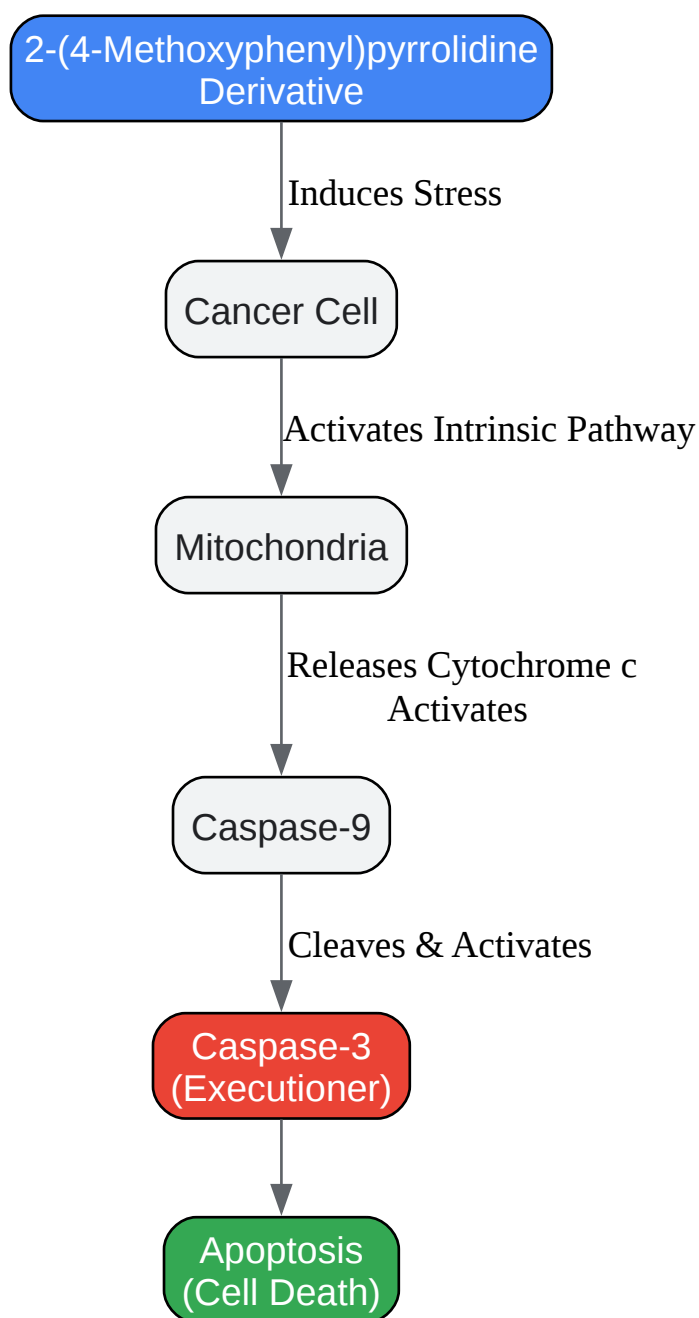 2-(4-Methoxyphenyl)pyrrolidine
Derivative
Induces Stress
Cancer Cell
Activates Intrinsic Pathway
Mitochondria
Releases Cytochrome c
Activates
Caspase-9
Cleaves & Activates
Caspase-3
(Executioner)
Apoptosis
(Cell Death)